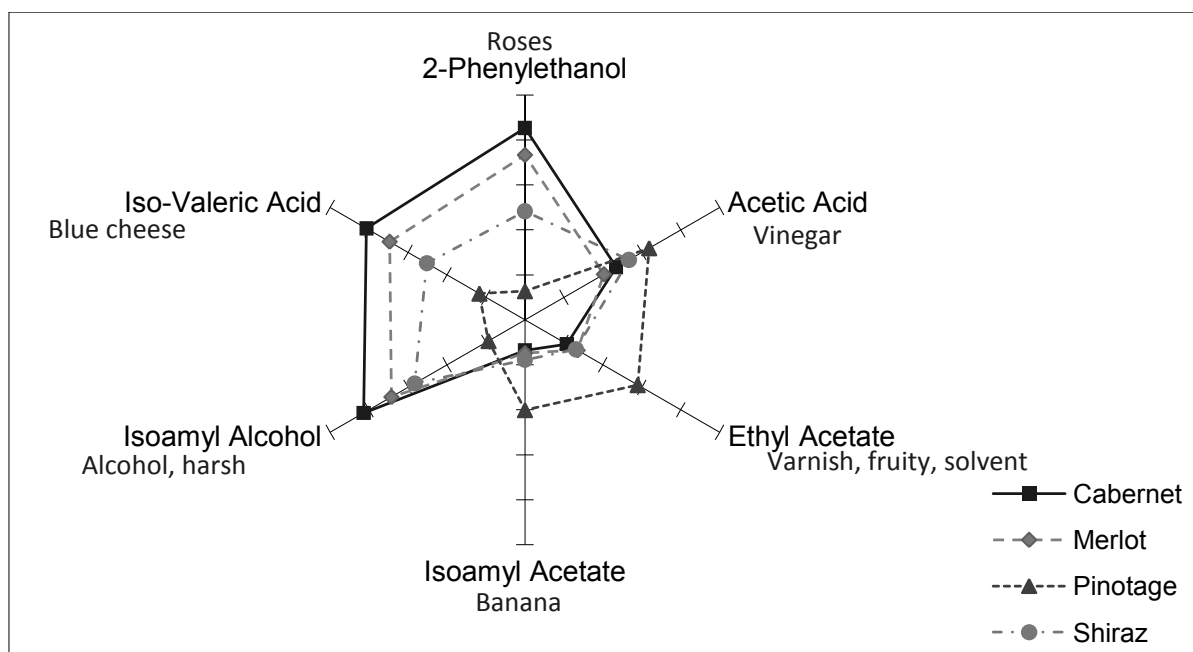 Roses
2-Phenylethanol
Iso-Valeric Acid
Blue cheese
Acetic Acid
Vinegar
Isoamyl Alcohol
Alcohol, harsh
Ethyl Acetate
Varnish, fruity, solvent
Isoamyl Acetate
Banana
Cabernet
Merlot
Pinotage
Shiraz